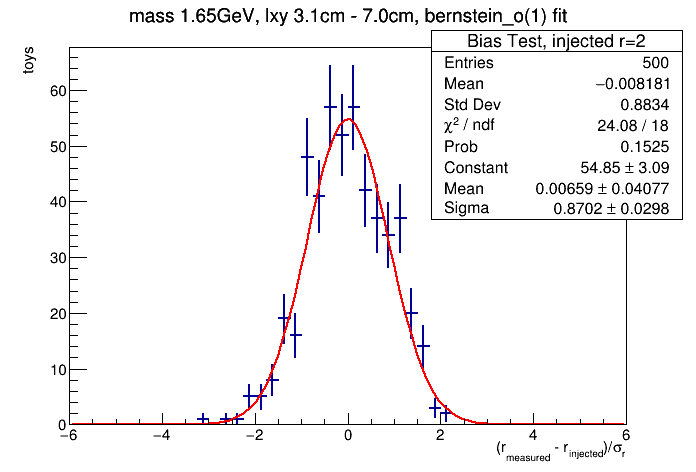 mass 1.65GeV, lxy 3.1cm - 7.0cm, bernstein_o(1) fit
Bias Test, injected r=2
Entries 500
Mean −0.008181
Std Dev 0.8834
χ² / ndf 24.08 / 18
Prob 0.1525
Constant 54.85 ± 3.09
Mean 0.00659 ± 0.04077
Sigma 0.8702 ± 0.0298
toys
60
50
40
30
20
10
0
−6 −4 −2 0 2 4 6
(r_measured - r_injected)/σ_r